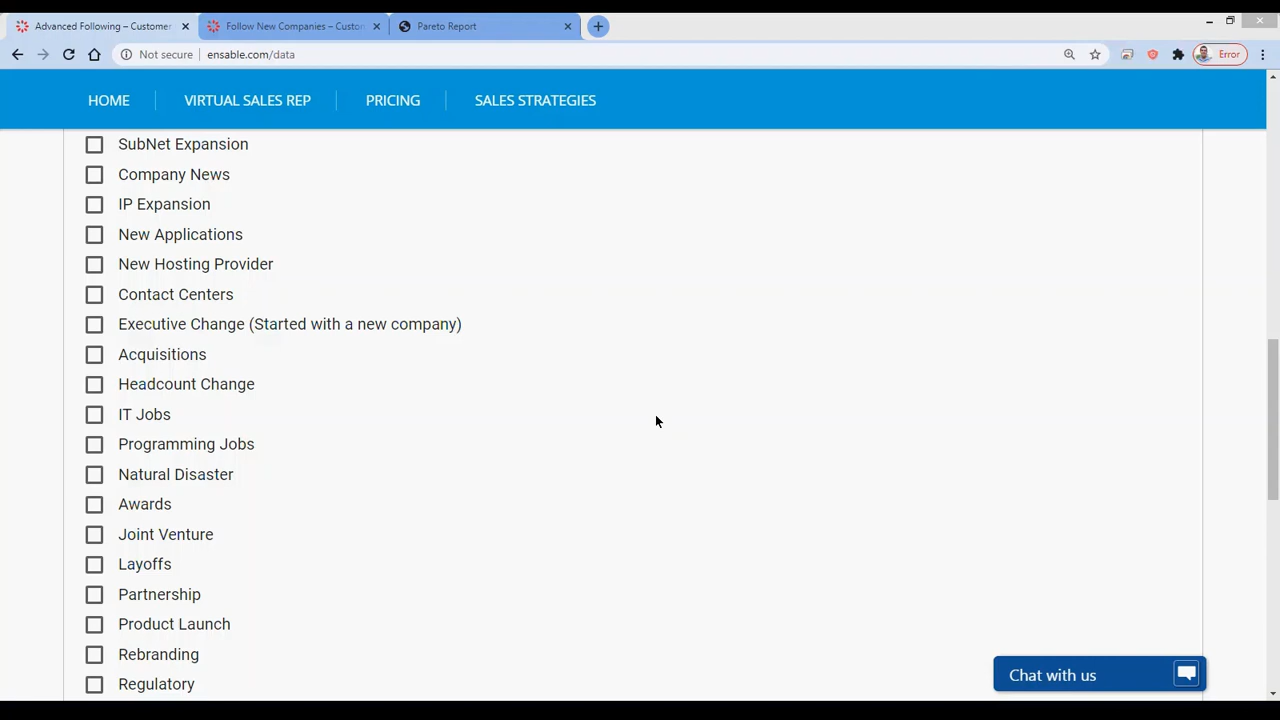 Advanced Following – Customer
Follow New Companies – Custom
Pareto Report
Not secure
ensable.com/data
Error
HOME
VIRTUAL SALES REP
PRICING
SALES STRATEGIES
SubNet Expansion
Company News
IP Expansion
New Applications
New Hosting Provider
Contact Centers
Executive Change (Started with a new company)
Acquisitions
Headcount Change
IT Jobs
Programming Jobs
Natural Disaster
Awards
Joint Venture
Layoffs
Partnership
Product Launch
Rebranding
Regulatory
Chat with us